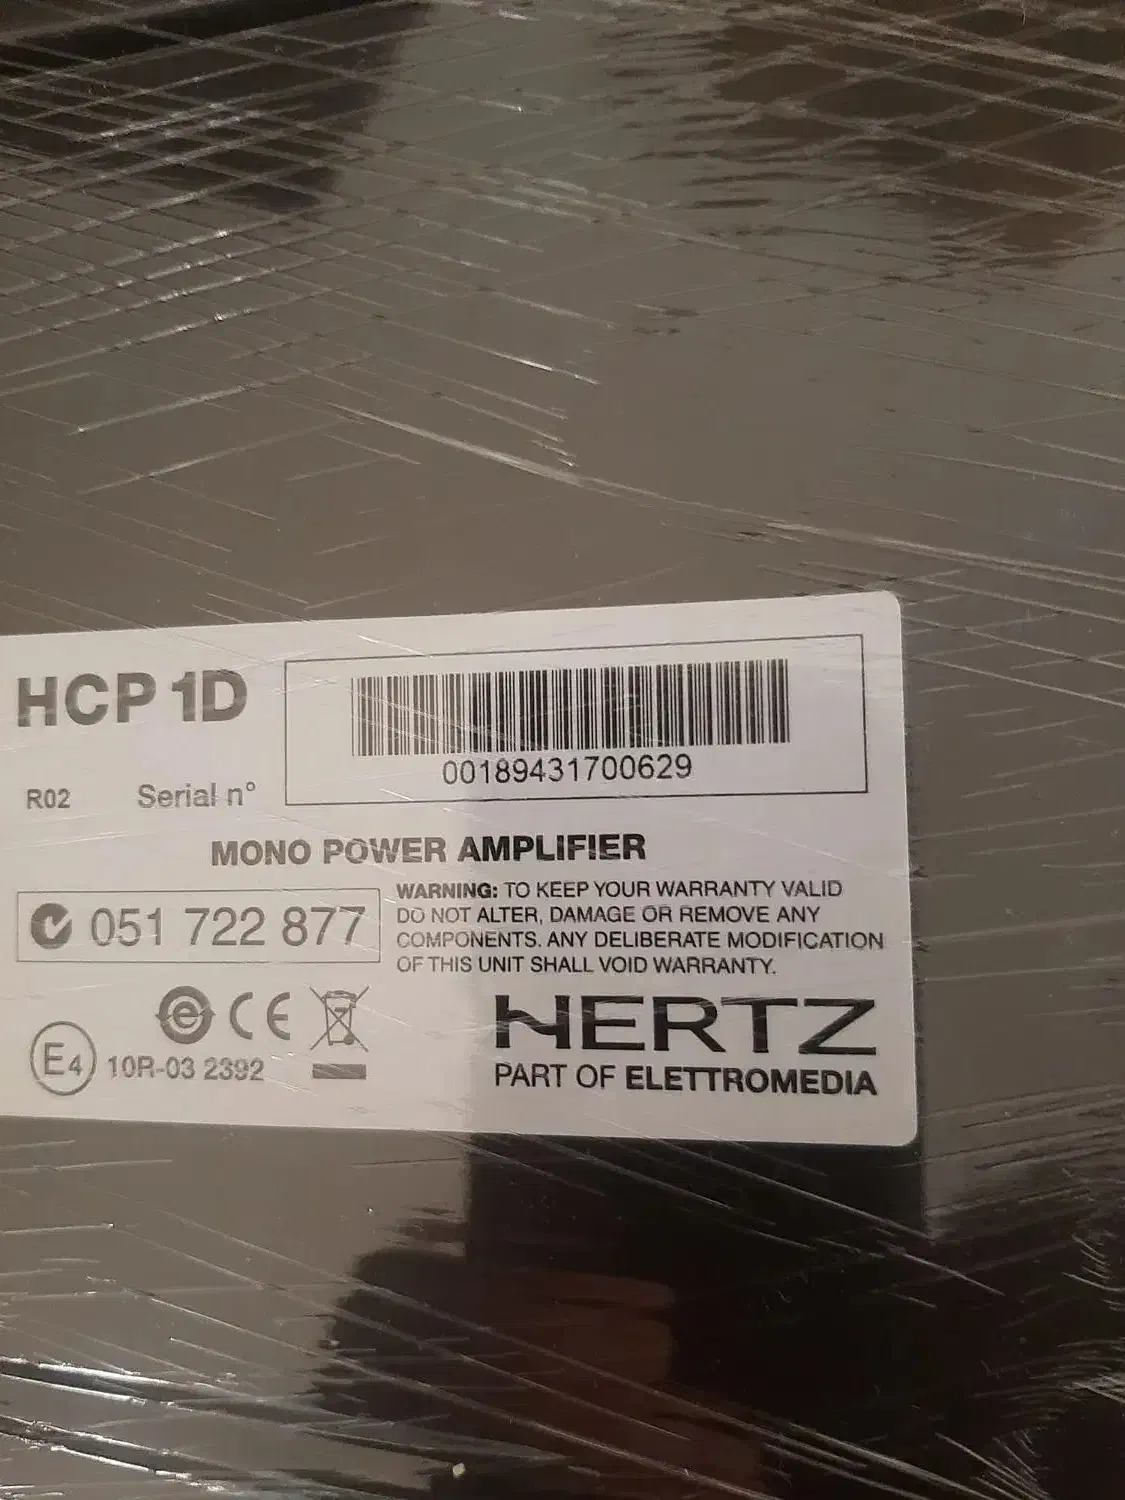 HCP 1D
00189431700629
R02 Serial n°
MONO POWER AMPLIFIER
051 722 877
WARNING: TO KEEP YOUR WARRANTY VALID
DO NOT ALTER, DAMAGE OR REMOVE ANY
COMPONENTS. ANY DELIBERATE MODIFICATION
OF THIS UNIT SHALL VOID WARRANTY.
e CE
E4 10R-03 2392
HERTZ
PART OF ELETTROMEDIA